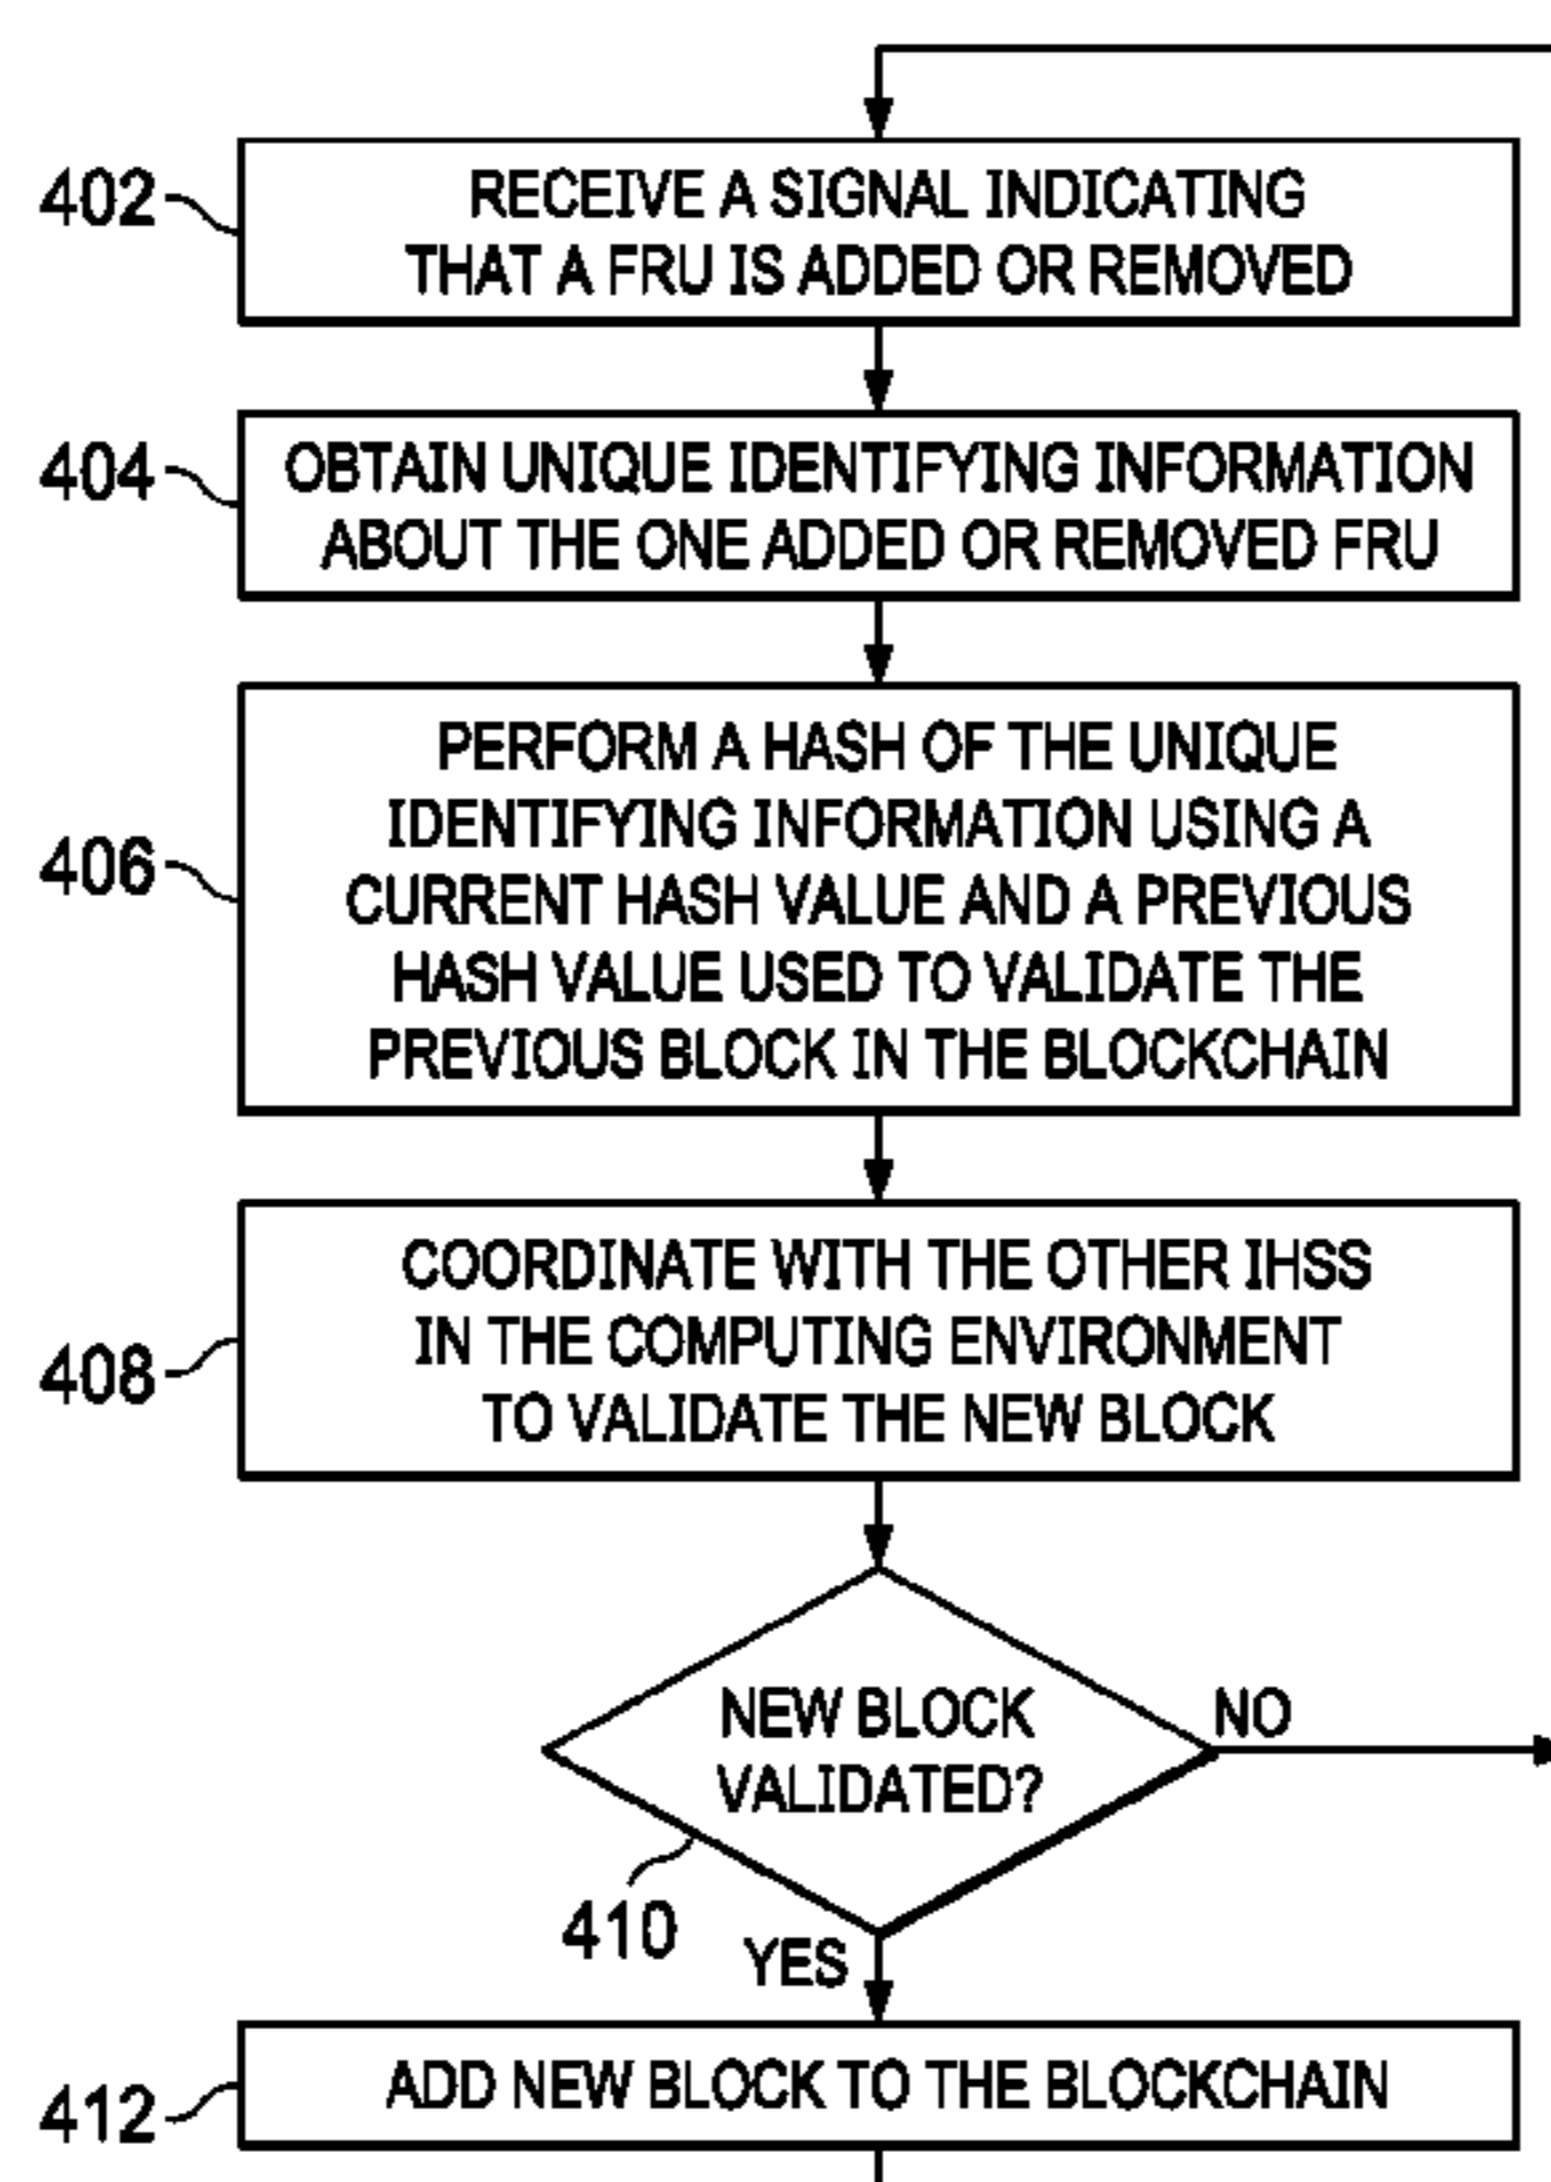 402
RECEIVE A SIGNAL INDICATING
THAT A FRU IS ADDED OR REMOVED
404
OBTAIN UNIQUE IDENTIFYING INFORMATION
ABOUT THE ONE ADDED OR REMOVED FRU
406
PERFORM A HASH OF THE UNIQUE
IDENTIFYING INFORMATION USING A
CURRENT HASH VALUE AND A PREVIOUS
HASH VALUE USED TO VALIDATE THE
PREVIOUS BLOCK IN THE BLOCKCHAIN
408
COORDINATE WITH THE OTHER IHSS
IN THE COMPUTING ENVIRONMENT
TO VALIDATE THE NEW BLOCK
NEW BLOCK
VALIDATED?
NO
410
YES
412
ADD NEW BLOCK TO THE BLOCKCHAIN